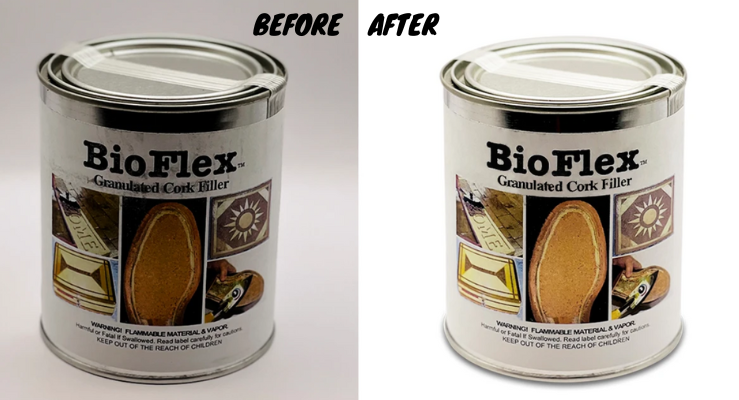 BEFORE AFTER
BioFlex™
Granulated Cork Filler
WARNING! FLAMMABLE MATERIAL & VAPOR.
Harmful or Fatal If Swallowed. Read label carefully for cautions.
KEEP OUT OF THE REACH OF CHILDREN
BioFlex™
Granulated Cork Filler
WARNING! FLAMMABLE MATERIAL & VAPOR.
Harmful or Fatal If Swallowed. Read label carefully for cautions.
KEEP OUT OF THE REACH OF CHILDREN